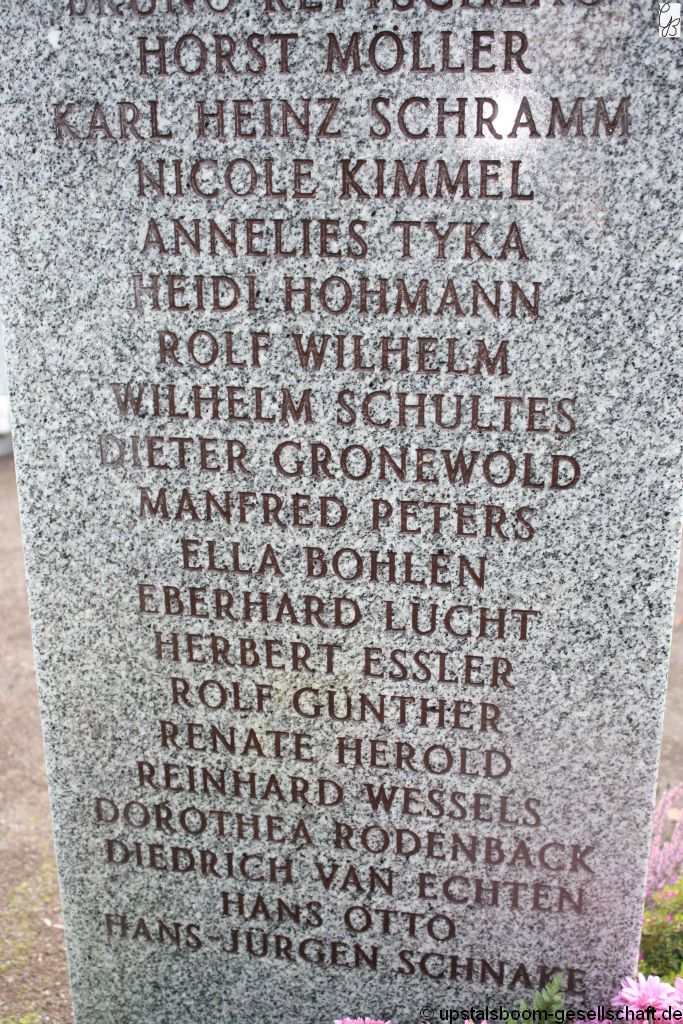 BRUNO RETTSCHLAG
HORST MÖLLER
KARL HEINZ SCHRAMM
NICOLE KIMMEL
ANNELIES TYKA
HEIDI HOHMANN
ROLF WILHELM
WILHELM SCHULTES
DIETER GRONEWOLD
MANFRED PETERS
ELLA BOHLEN
EBERHARD LUCHT
HERBERT ESSLER
ROLF GÜNTHER
RENATE HEROLD
REINHARD WESSELS
DOROTHEA RODENBACK
DIEDRICH VAN ECHTEN
HANS OTTO
HANS-JÜRGEN SCHNAKE
© upstalsboom-gesellschaft.de